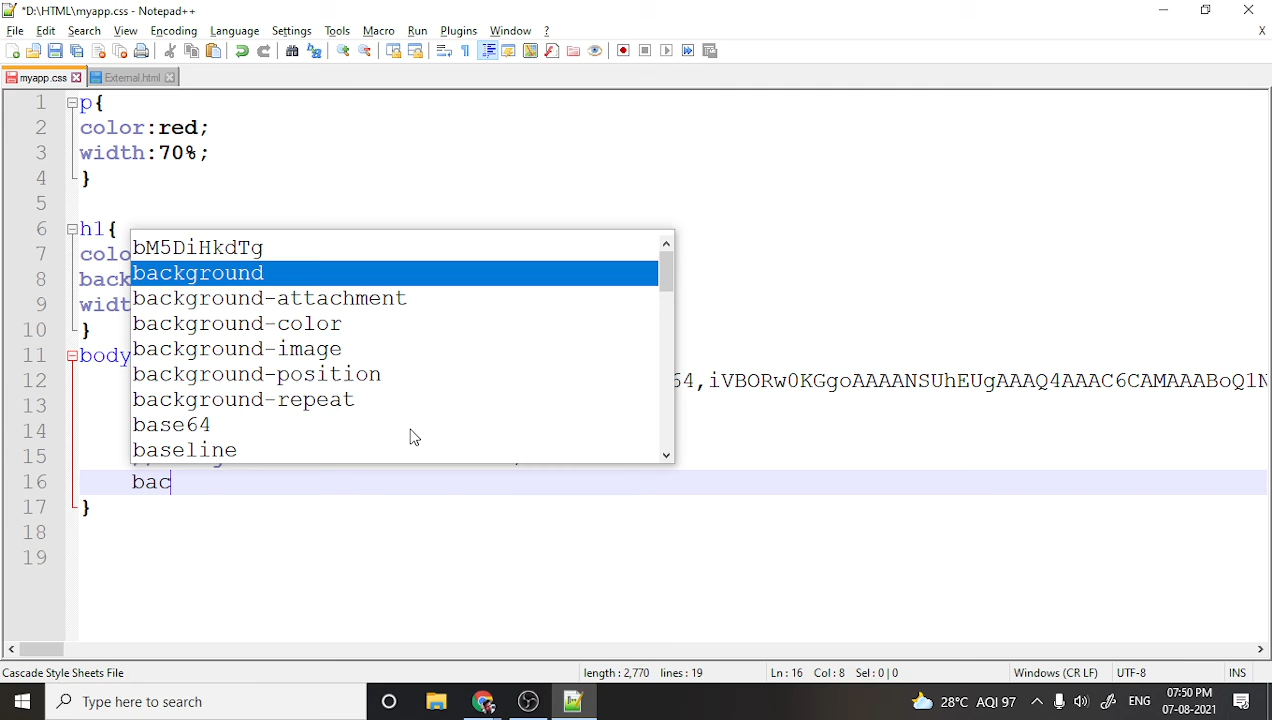 *D:\HTML\myapp.css - Notepad++
File Edit Search View Encoding Language Settings Tools Macro Run Plugins Window ? X
myapp.css External.html
1 p{
2 color:red;
3 width:70%;
4 }
5
6 h1{
7 colo
8 back
9 widt
10 }
11 body
12 64,iVBORw0KGgoAAAANSUhEUgAAAQ4AAAC6CAMAAABoQ1N
13
14
15
16 bac
17 }
18
19
bM5DiHkdTg
background
background-attachment
background-color
background-image
background-position
background-repeat
base64
baseline
Cascade Style Sheets File length : 2,770 lines : 19 Ln : 16 Col : 8 Sel : 0 | 0 Windows (CR LF) UTF-8 INS
Type here to search 28°C AQI 97 ENG 07:50 PM
07-08-2021